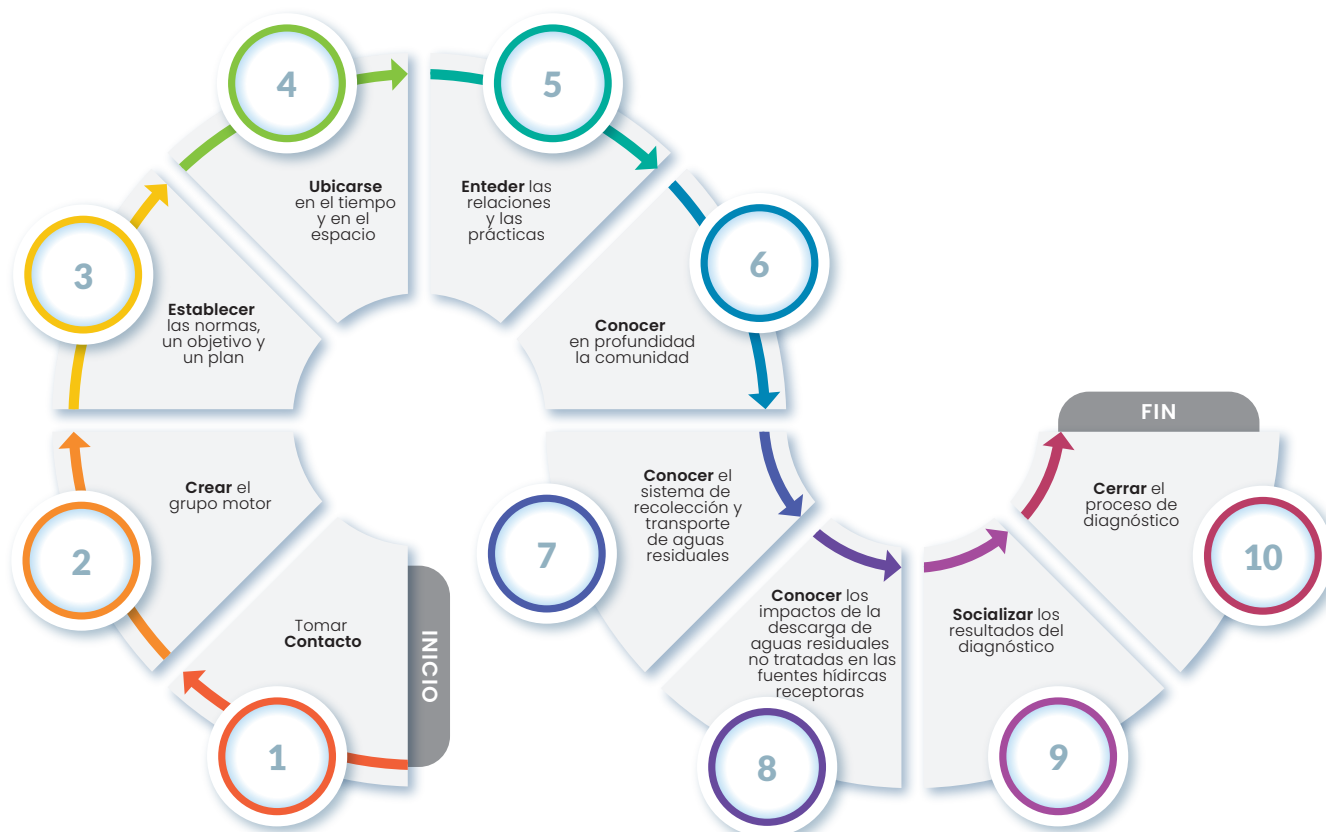 INICIO
1
Tomar
Contacto
2
Crear el
grupo motor
3
Establecer
las normas,
un objetivo y
un plan
4
Ubicarse
en el tiempo
y en el
espacio
5
Enteder las
relaciones
y las
prácticas
6
Conocer
en profundidad
la comunidad
7
Conocer el
sistema de
recolección y
transporte
de aguas
residuales
8
Conocer los
impactos de la
descarga de
aguas residuales
no tratadas en las
fuentes hídircas
receptoras
9
Socializar los
resultados del
diagnóstico
10
Cerrar el
proceso de
diagnóstico
FIN